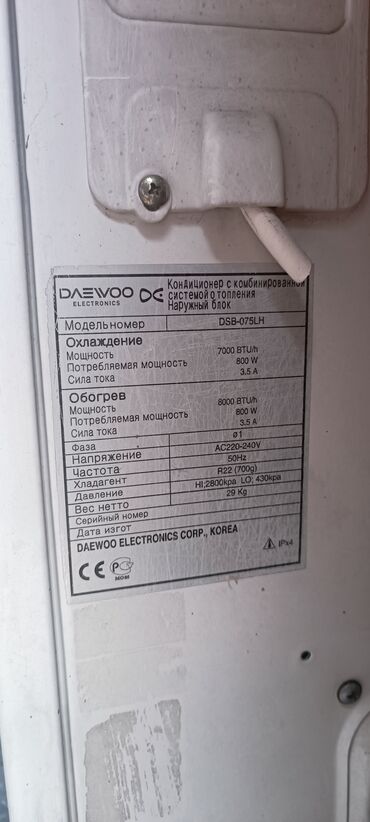 DAEWOO
ELECTRONICS
Кондиционер с комбинированной
системой отопления
Наружный блок
Модельномер DSB-075LH
Охлаждение
Мощность 7000 BTU/h
Потребляемая мощность 800 W
Сила тока 3.5 A
Обогрев
Мощность 8000 BTU/h
Потребляемая мощность 800 W
Сила тока 3.5 A
Фаза ø1
Напряжение AC220-240V
Частота 50Hz
Хладагент R22 (700g)
Давление HI;2800kpa LO; 430kpa
Вес нетто 29 Kg
Серийный номер
Дата изгот
DAEWOO ELECTRONICS CORP., KOREA
CE
IPx4